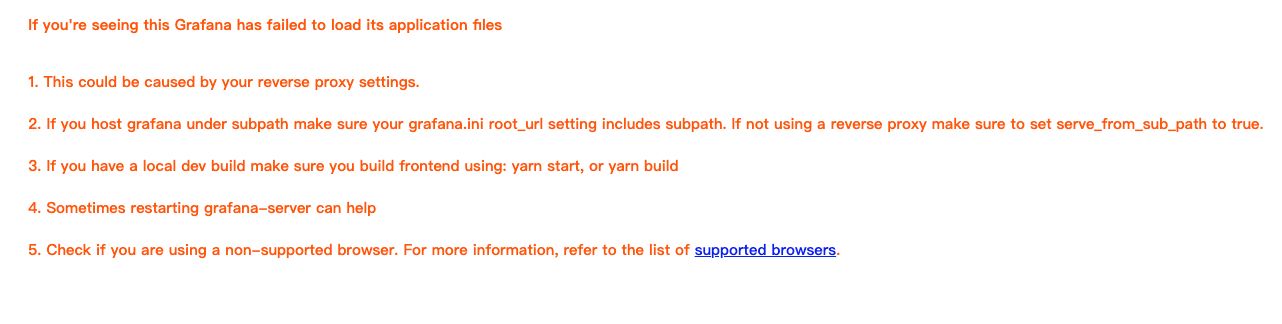 If you're seeing this Grafana has failed to load its application files
1. This could be caused by your reverse proxy settings.
2. If you host grafana under subpath make sure your grafana.ini root_url setting includes subpath. If not using a reverse proxy make sure to set serve_from_sub_path to true.
3. If you have a local dev build make sure you build frontend using: yarn start, or yarn build
4. Sometimes restarting grafana-server can help
5. Check if you are using a non-supported browser. For more information, refer to the list of supported browsers.